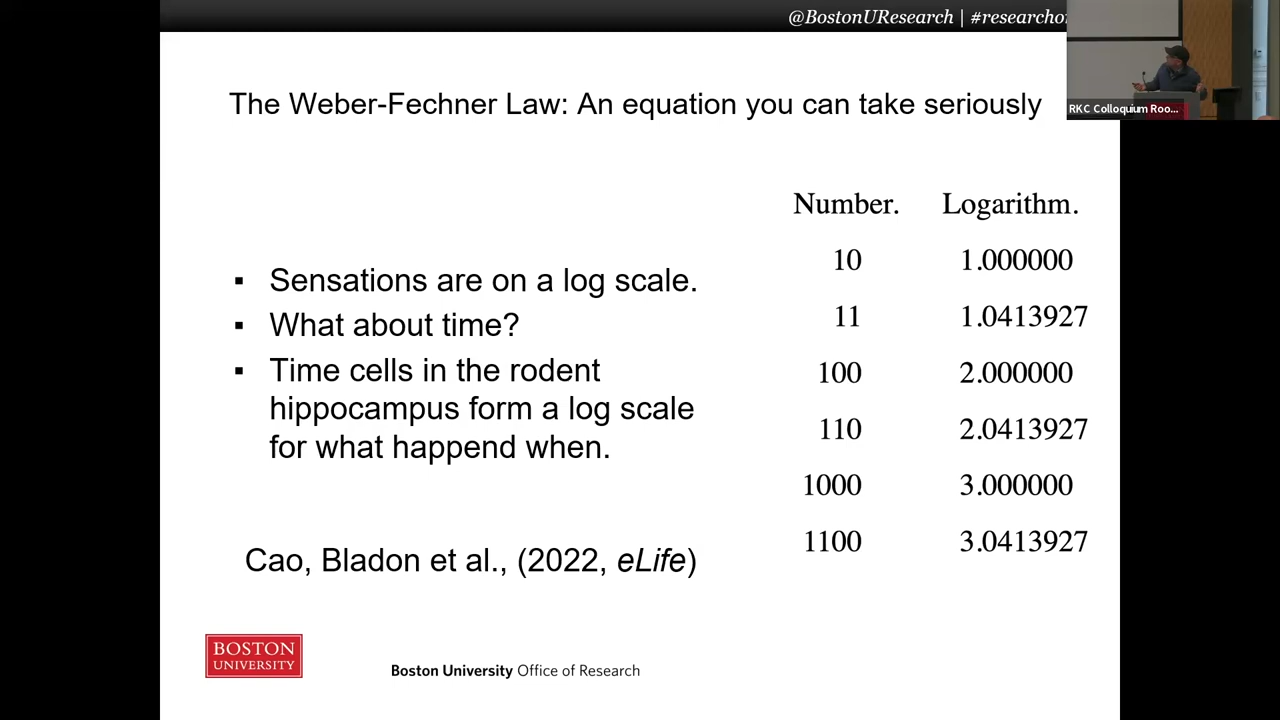 @BostonUResearch | #researcho
RKC Colloquium Roo...
The Weber-Fechner Law: An equation you can take seriously
▪ Sensations are on a log scale.
▪ What about time?
▪ Time cells in the rodent
hippocampus form a log scale
for what happend when.
Cao, Bladon et al., (2022, eLife)
Number. Logarithm.
10 1.000000
11 1.0413927
100 2.000000
110 2.0413927
1000 3.000000
1100 3.0413927
BOSTON
UNIVERSITY
Boston University Office of Research